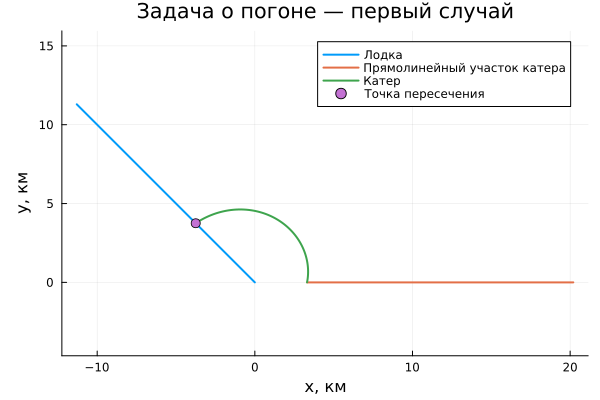 Задача о погоне — первый случай
Лодка
Прямолинейный участок катера
Катер
Точка пересечения
15
10
5
0
y, км
−10
0
10
20
x, км